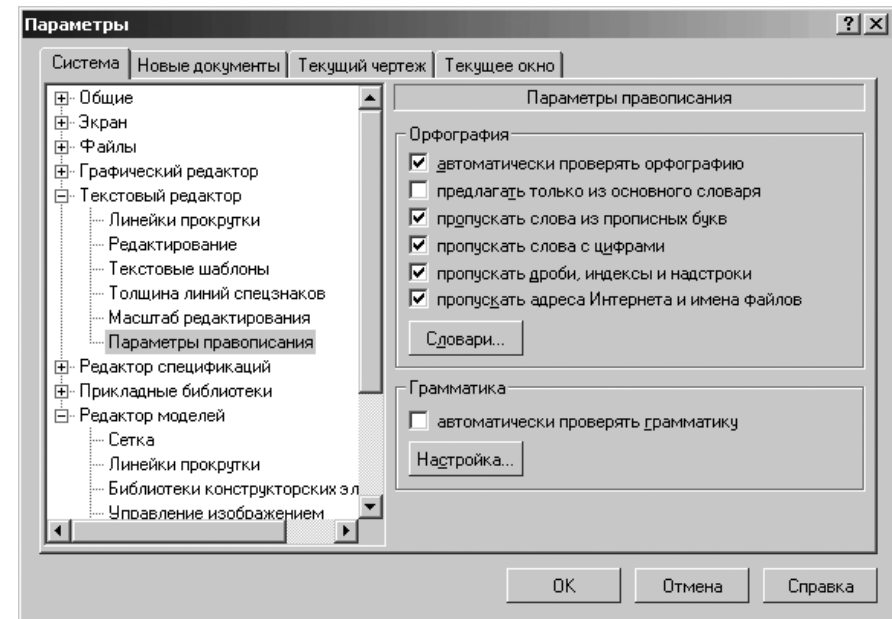 Параметры
Система Новые документы Текущий чертеж Текущее окно
Общие
Экран
Файлы
Графический редактор
Текстовый редактор
Линейки прокрутки
Редактирование
Текстовые шаблоны
Толщина линий спецзнаков
Масштаб редактирования
Параметры правописания
Редактор спецификаций
Прикладные библиотеки
Редактор моделей
Сетка
Линейки прокрутки
Библиотеки конструкторских эл
Управление изображением
Параметры правописания
Орфография
автоматически проверять орфографию
предлагать только из основного словаря
пропускать слова из прописных букв
пропускать слова с цифрами
пропускать дроби, индексы и надстроки
пропускать адреса Интернета и имена файлов
Словари...
Грамматика
автоматически проверять грамматику
Настройка...
OK Отмена Справка